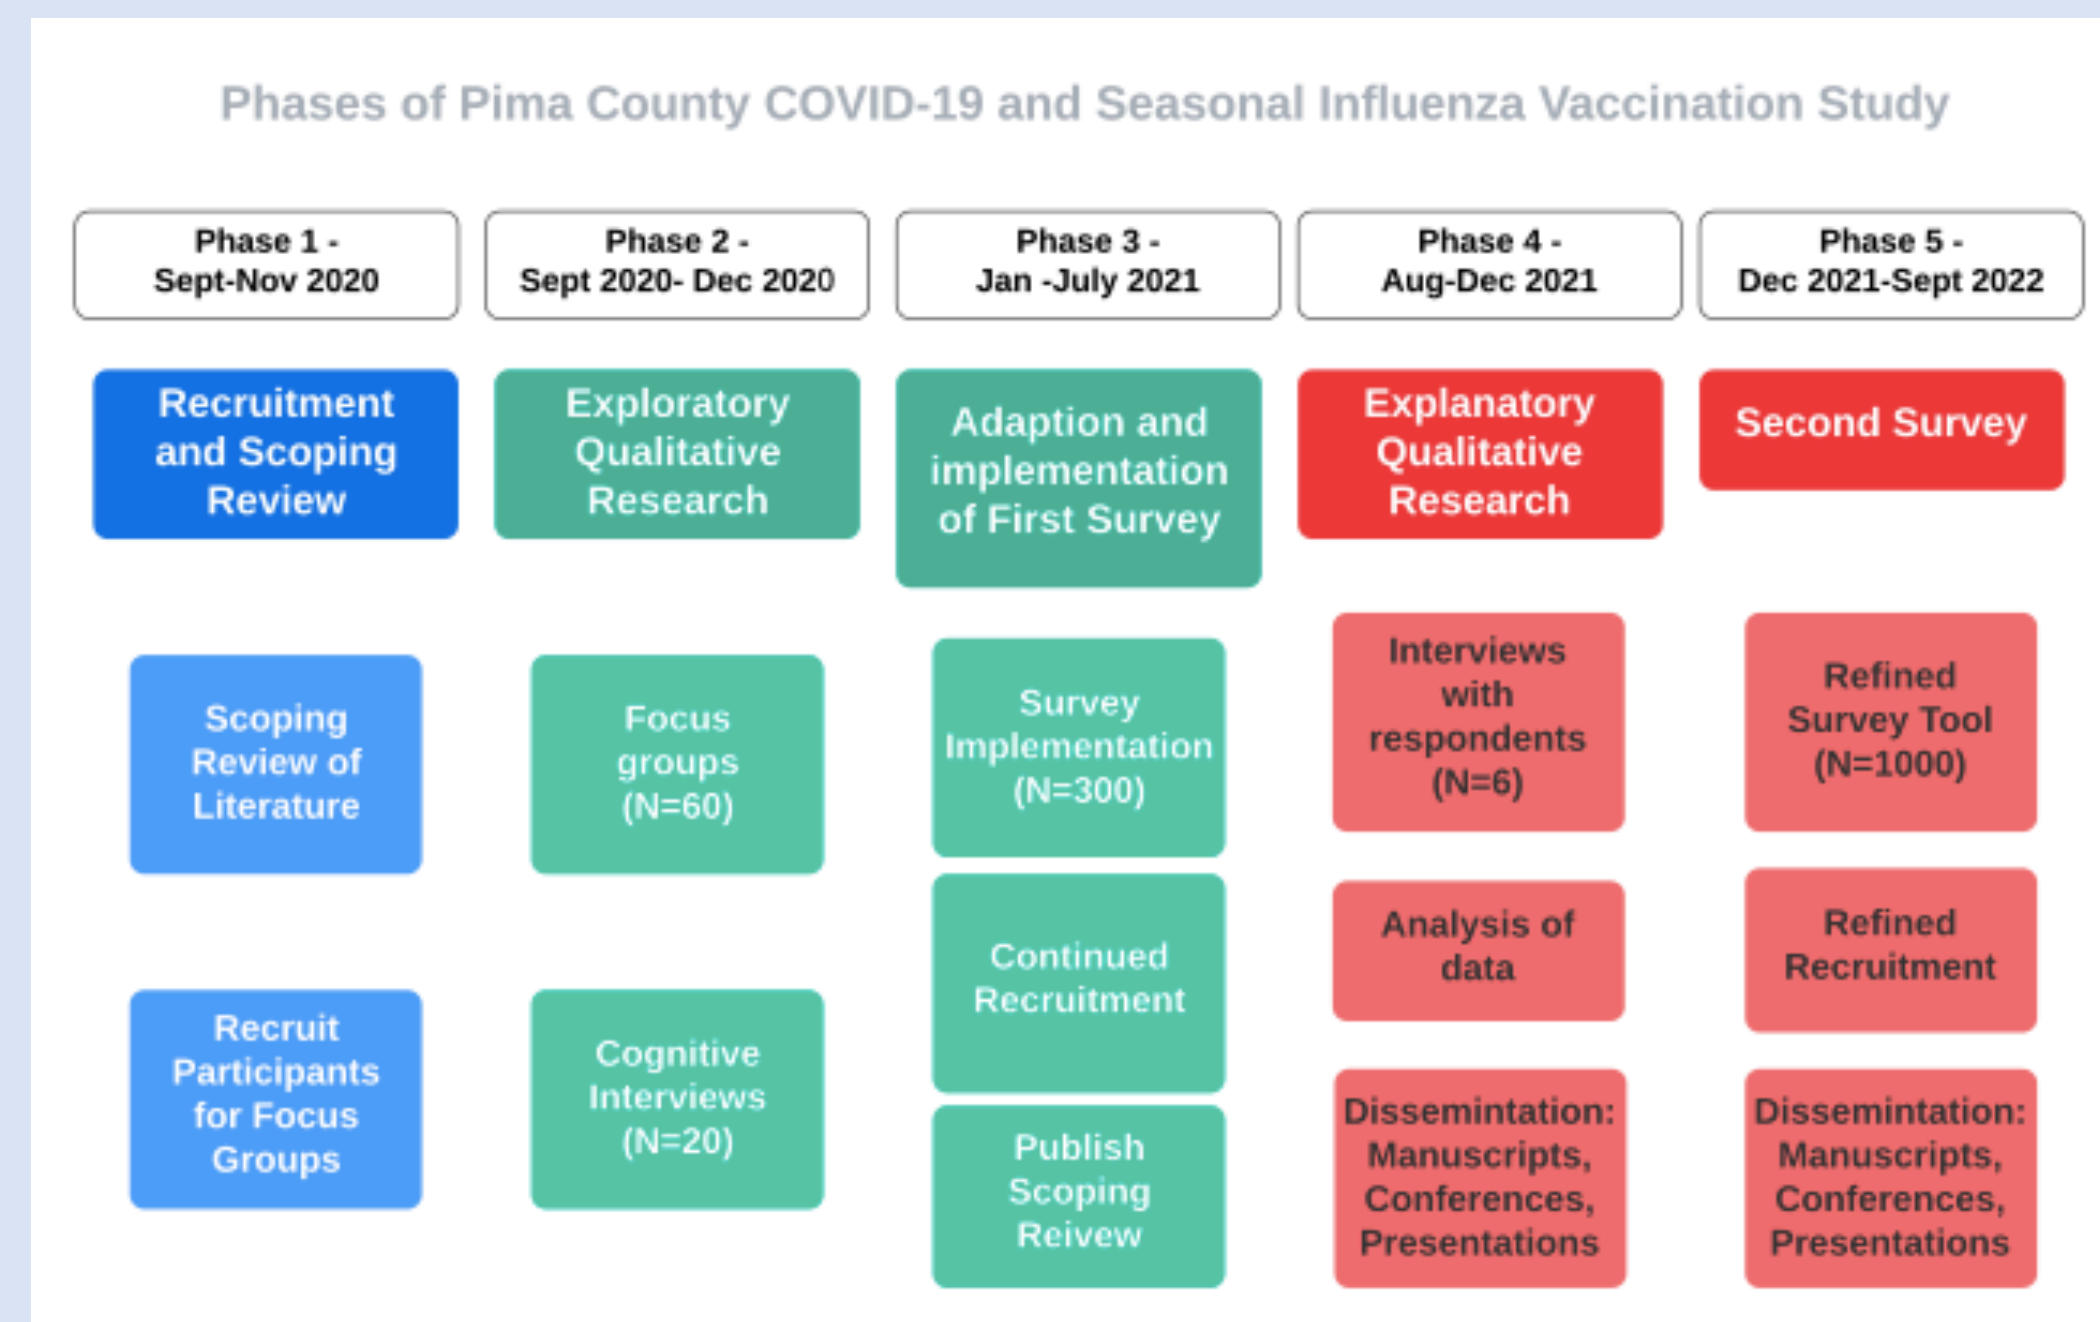 Phases of Pima County COVID-19 and Seasonal Influenza Vaccination Study
Phase 1 -
Sept-Nov 2020
Phase 2 -
Sept 2020- Dec 2020
Phase 3 -
Jan -July 2021
Phase 4 -
Aug-Dec 2021
Phase 5 -
Dec 2021-Sept 2022
Recruitment
and Scoping
Review
Exploratory
Qualitative
Research
Adaption and
implementation
of First Survey
Explanatory
Qualitative
Research
Second Survey
Scoping
Review of
Literature
Focus
groups
(N=60)
Survey
Implementation
(N=300)
Interviews
with
respondents
(N=6)
Refined
Survey Tool
(N=1000)
Continued
Recruitment
Analysis of
data
Refined
Recruitment
Recruit
Participants
for Focus
Groups
Cognitive
Interviews
(N=20)
Publish
Scoping
Reivew
Dissemintation:
Manuscripts,
Conferences,
Presentations
Dissemintation:
Manuscripts,
Conferences,
Presentations